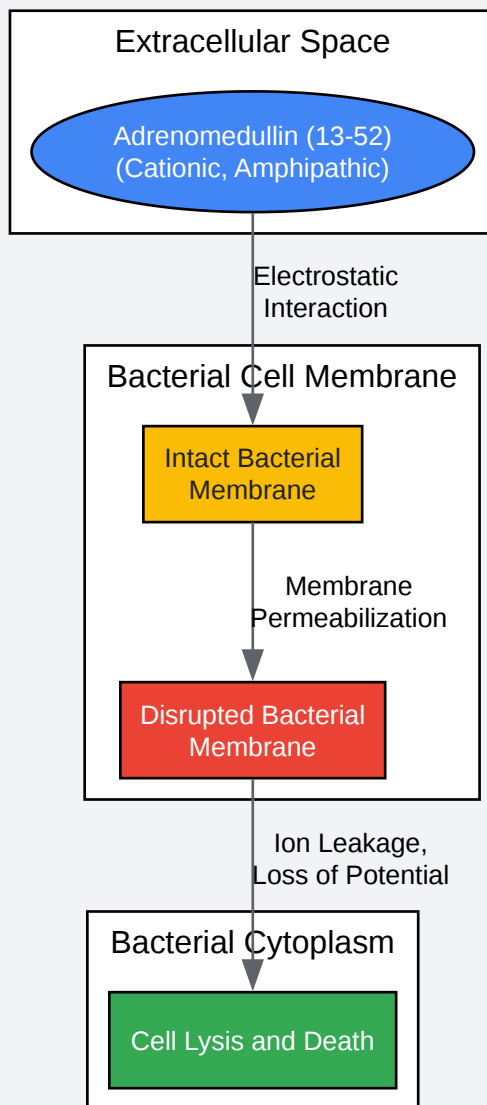 Extracellular Space
Adrenomedullin (13-52)
(Cationic, Amphipathic)
Electrostatic
Interaction
Bacterial Cell Membrane
Intact Bacterial
Membrane
Membrane
Permeabilization
Disrupted Bacterial
Membrane
Ion Leakage,
Loss of Potential
Bacterial Cytoplasm
Cell Lysis and Death